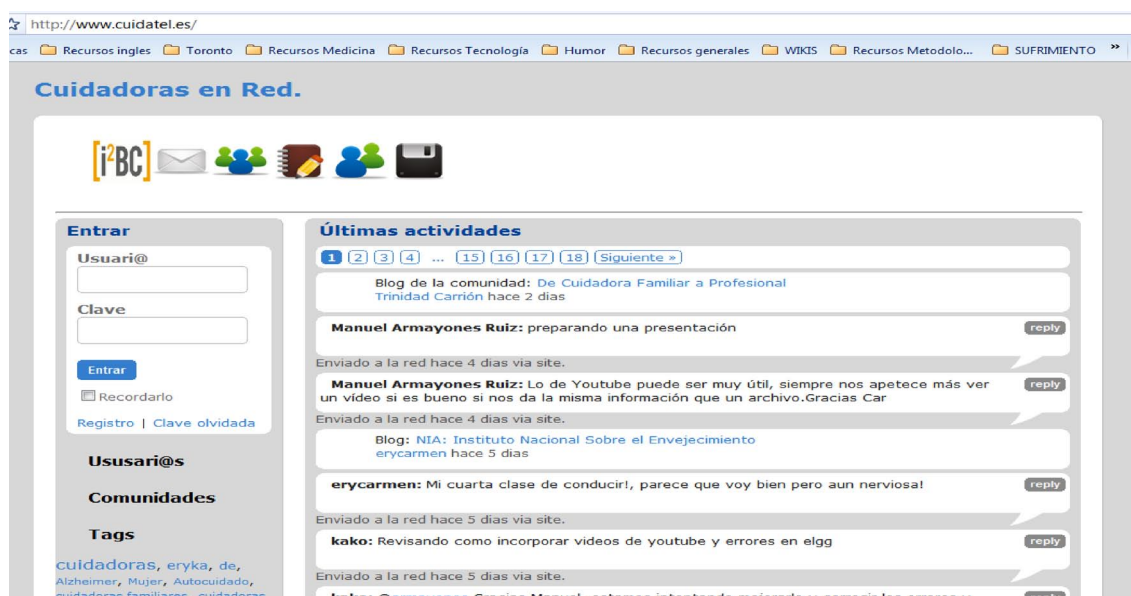 http://www.cuidatel.es/
cas Recursos ingles Toronto Recursos Medicina Recursos Tecnología Humor Recursos generales WIKIS Recursos Metodolo... SUFRIMIENTO »
Cuidadoras en Red.
[i²BC]
Entrar
Usuari@
Clave
Entrar
Recordarlo
Registro | Clave olvidada
Ususari@s
Comunidades
Tags
cuidadoras, eryka, de,
Alzheimer, Mujer, Autocuidado,
cuidadoras familiares, cuidadoras
Últimas actividades
1 2 3 4 ... 15 16 17 18 Siguiente »
Blog de la comunidad: De Cuidadora Familiar a Profesional
Trinidad Carrión hace 2 dias
Manuel Armayones Ruiz: preparando una presentación reply
Enviado a la red hace 4 dias via site.
Manuel Armayones Ruiz: Lo de Youtube puede ser muy útil, siempre nos apetece más ver reply
un vídeo si es bueno si nos da la misma información que un archivo.Gracias Car
Enviado a la red hace 4 dias via site.
Blog: NIA: Instituto Nacional Sobre el Envejecimiento
erycarmen hace 5 dias
erycarmen: Mi cuarta clase de conducir!, parece que voy bien pero aun nerviosa! reply
Enviado a la red hace 5 dias via site.
kako: Revisando como incorporar videos de youtube y errores en elgg reply
Enviado a la red hace 5 dias via site.